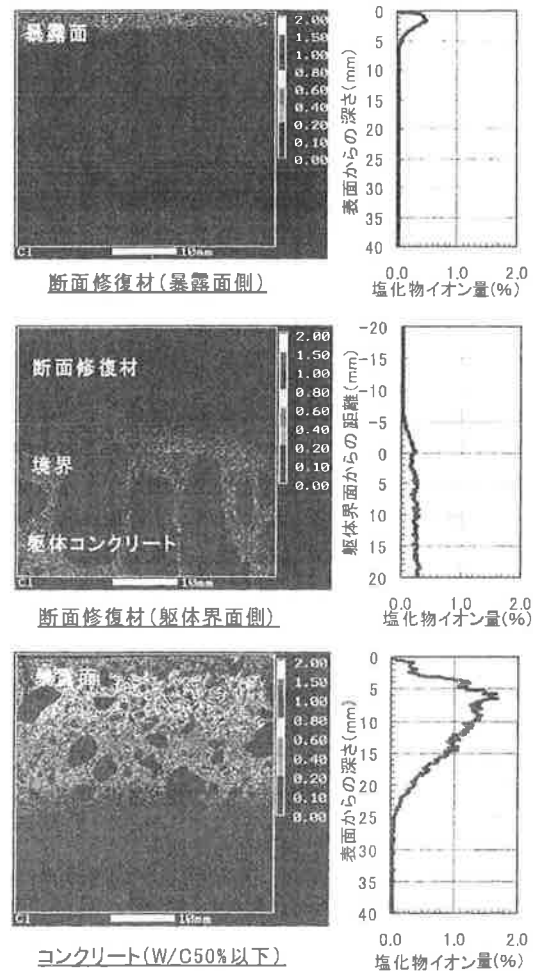 暴露面
2.00
1.50
1.00
0.80
0.60
0.40
0.20
0.10
0.00
Cl
10mm
断面修復材(暴露面側)
0
5
10
15
20
25
30
35
40
表面からの深さ(mm)
0.0 1.0 2.0
塩化物イオン量(%)
断面修復材
境界
躯体コンクリート
2.00
1.50
1.00
0.80
0.60
0.40
0.20
0.10
0.00
Cl
10mm
断面修復材(躯体界面側)
-20
-15
-5
0
5
10
15
20
躯体界面からの距離(mm)
0.0 1.0 2.0
塩化物イオン量(%)
暴露面
2.00
1.50
1.00
0.80
0.60
0.40
0.20
0.10
0.00
Cl
10mm
コンクリート(W/C50%以下)
0
5
10
15
20
25
30
35
40
表面からの深さ(mm)
0.0 1.0 2.0
塩化物イオン量(%)